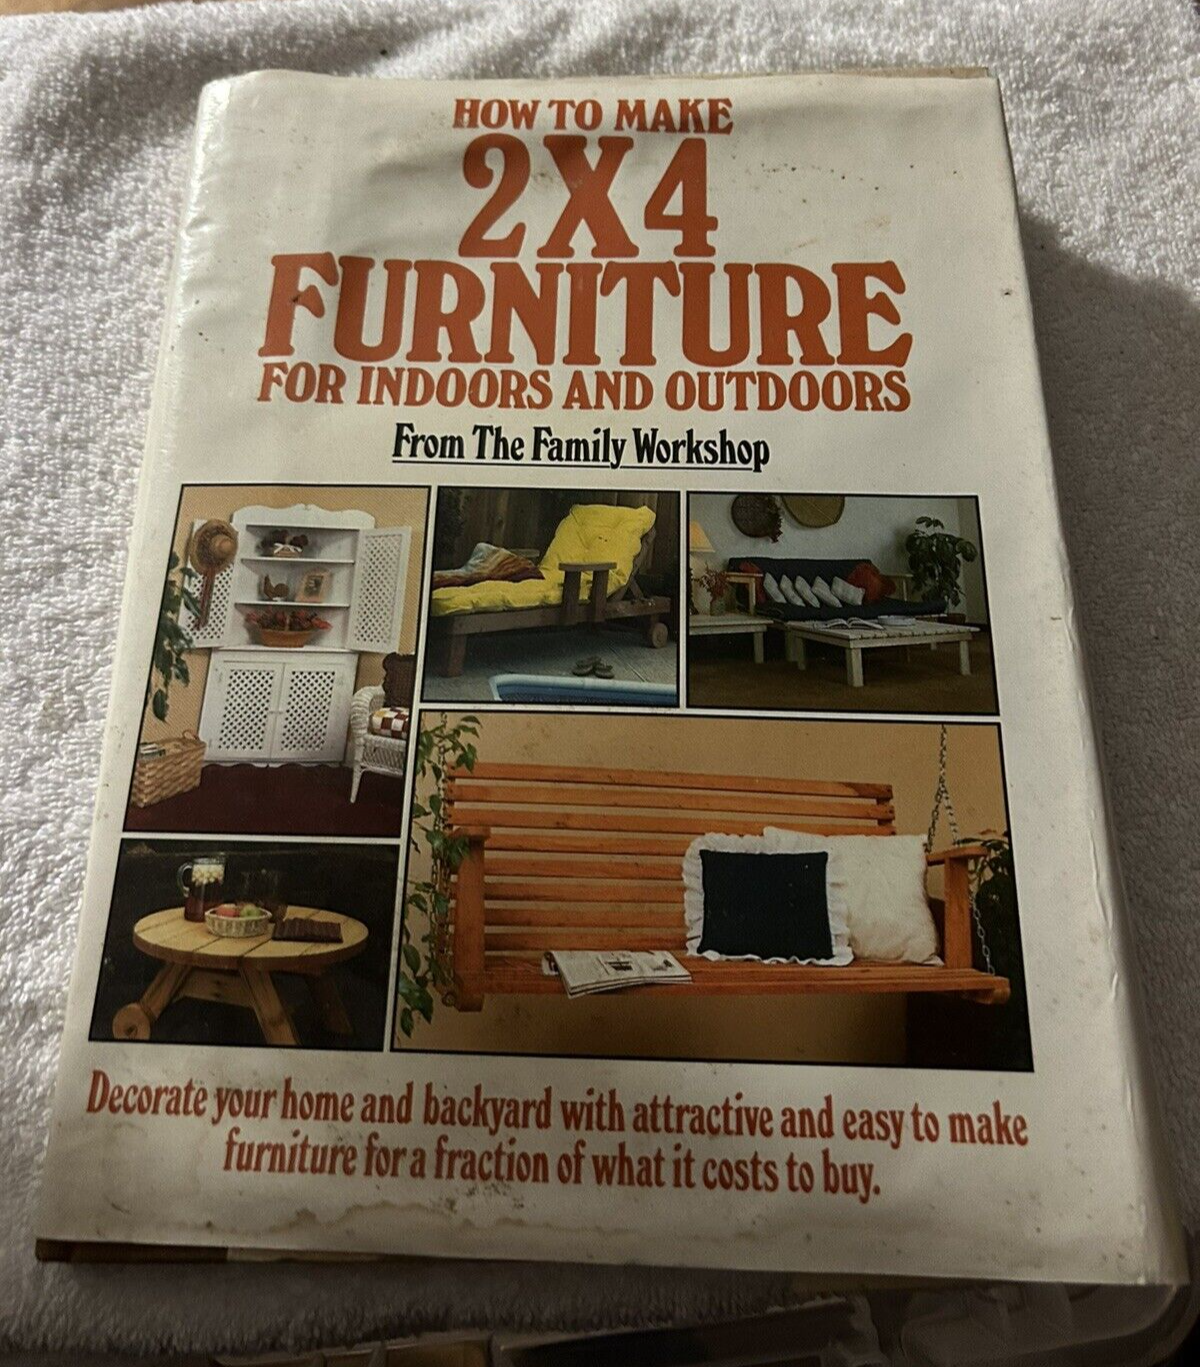 HOW TO MAKE
2X4
FURNITURE
FOR INDOORS AND OUTDOORS
From The Family Workshop
Decorate your home and backyard with attractive and easy to make
furniture for a fraction of what it costs to buy.